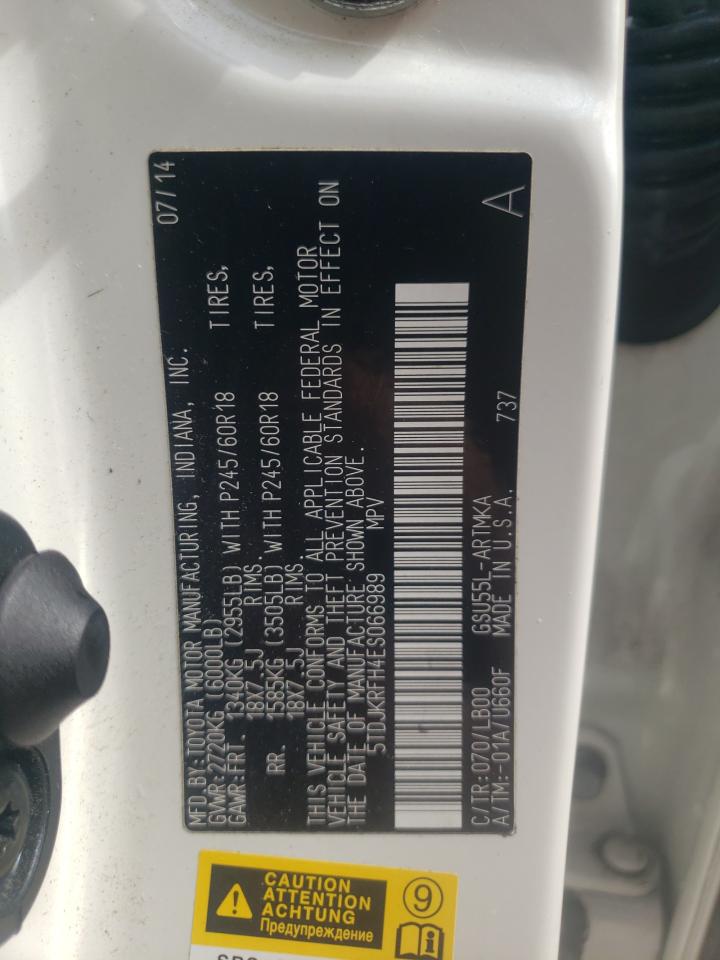 MFD.BY:TOYOTA MOTOR MANUFACTURING, INDIANA, INC. 07/14
GVWR:2720KG (6000LB)
GAWR:FRT. 1340KG (2955LB) WITH P245/60R18 TIRES,
18X7.5J RIMS.
RR. 1585KG (3505LB) WITH P245/60R18 TIRES,
18X7.5J RIMS.
THIS VEHICLE CONFORMS TO ALL APPLICABLE FEDERAL MOTOR
VEHICLE SAFETY AND THEFT PREVENTION STANDARDS IN EFFECT ON
THE DATE OF MANUFACTURE SHOWN ABOVE.
5TDJKRFH4ES066989 MPV
C/TR:070/LB00 GSU55L-ARTMKA
A/TM:-01A/U660F MADE IN U.S.A. 737 A
CAUTION
ATTENTION
ACHTUNG
Предупреждение
9